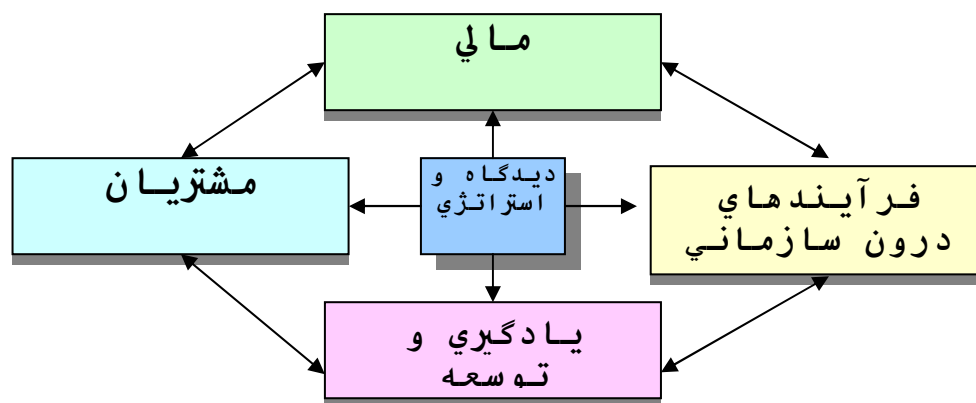 مالي
مشتريان
ديدگاه و
استراتژي
فرآيندهاي
درون سازماني
يادگيري و
توسعه